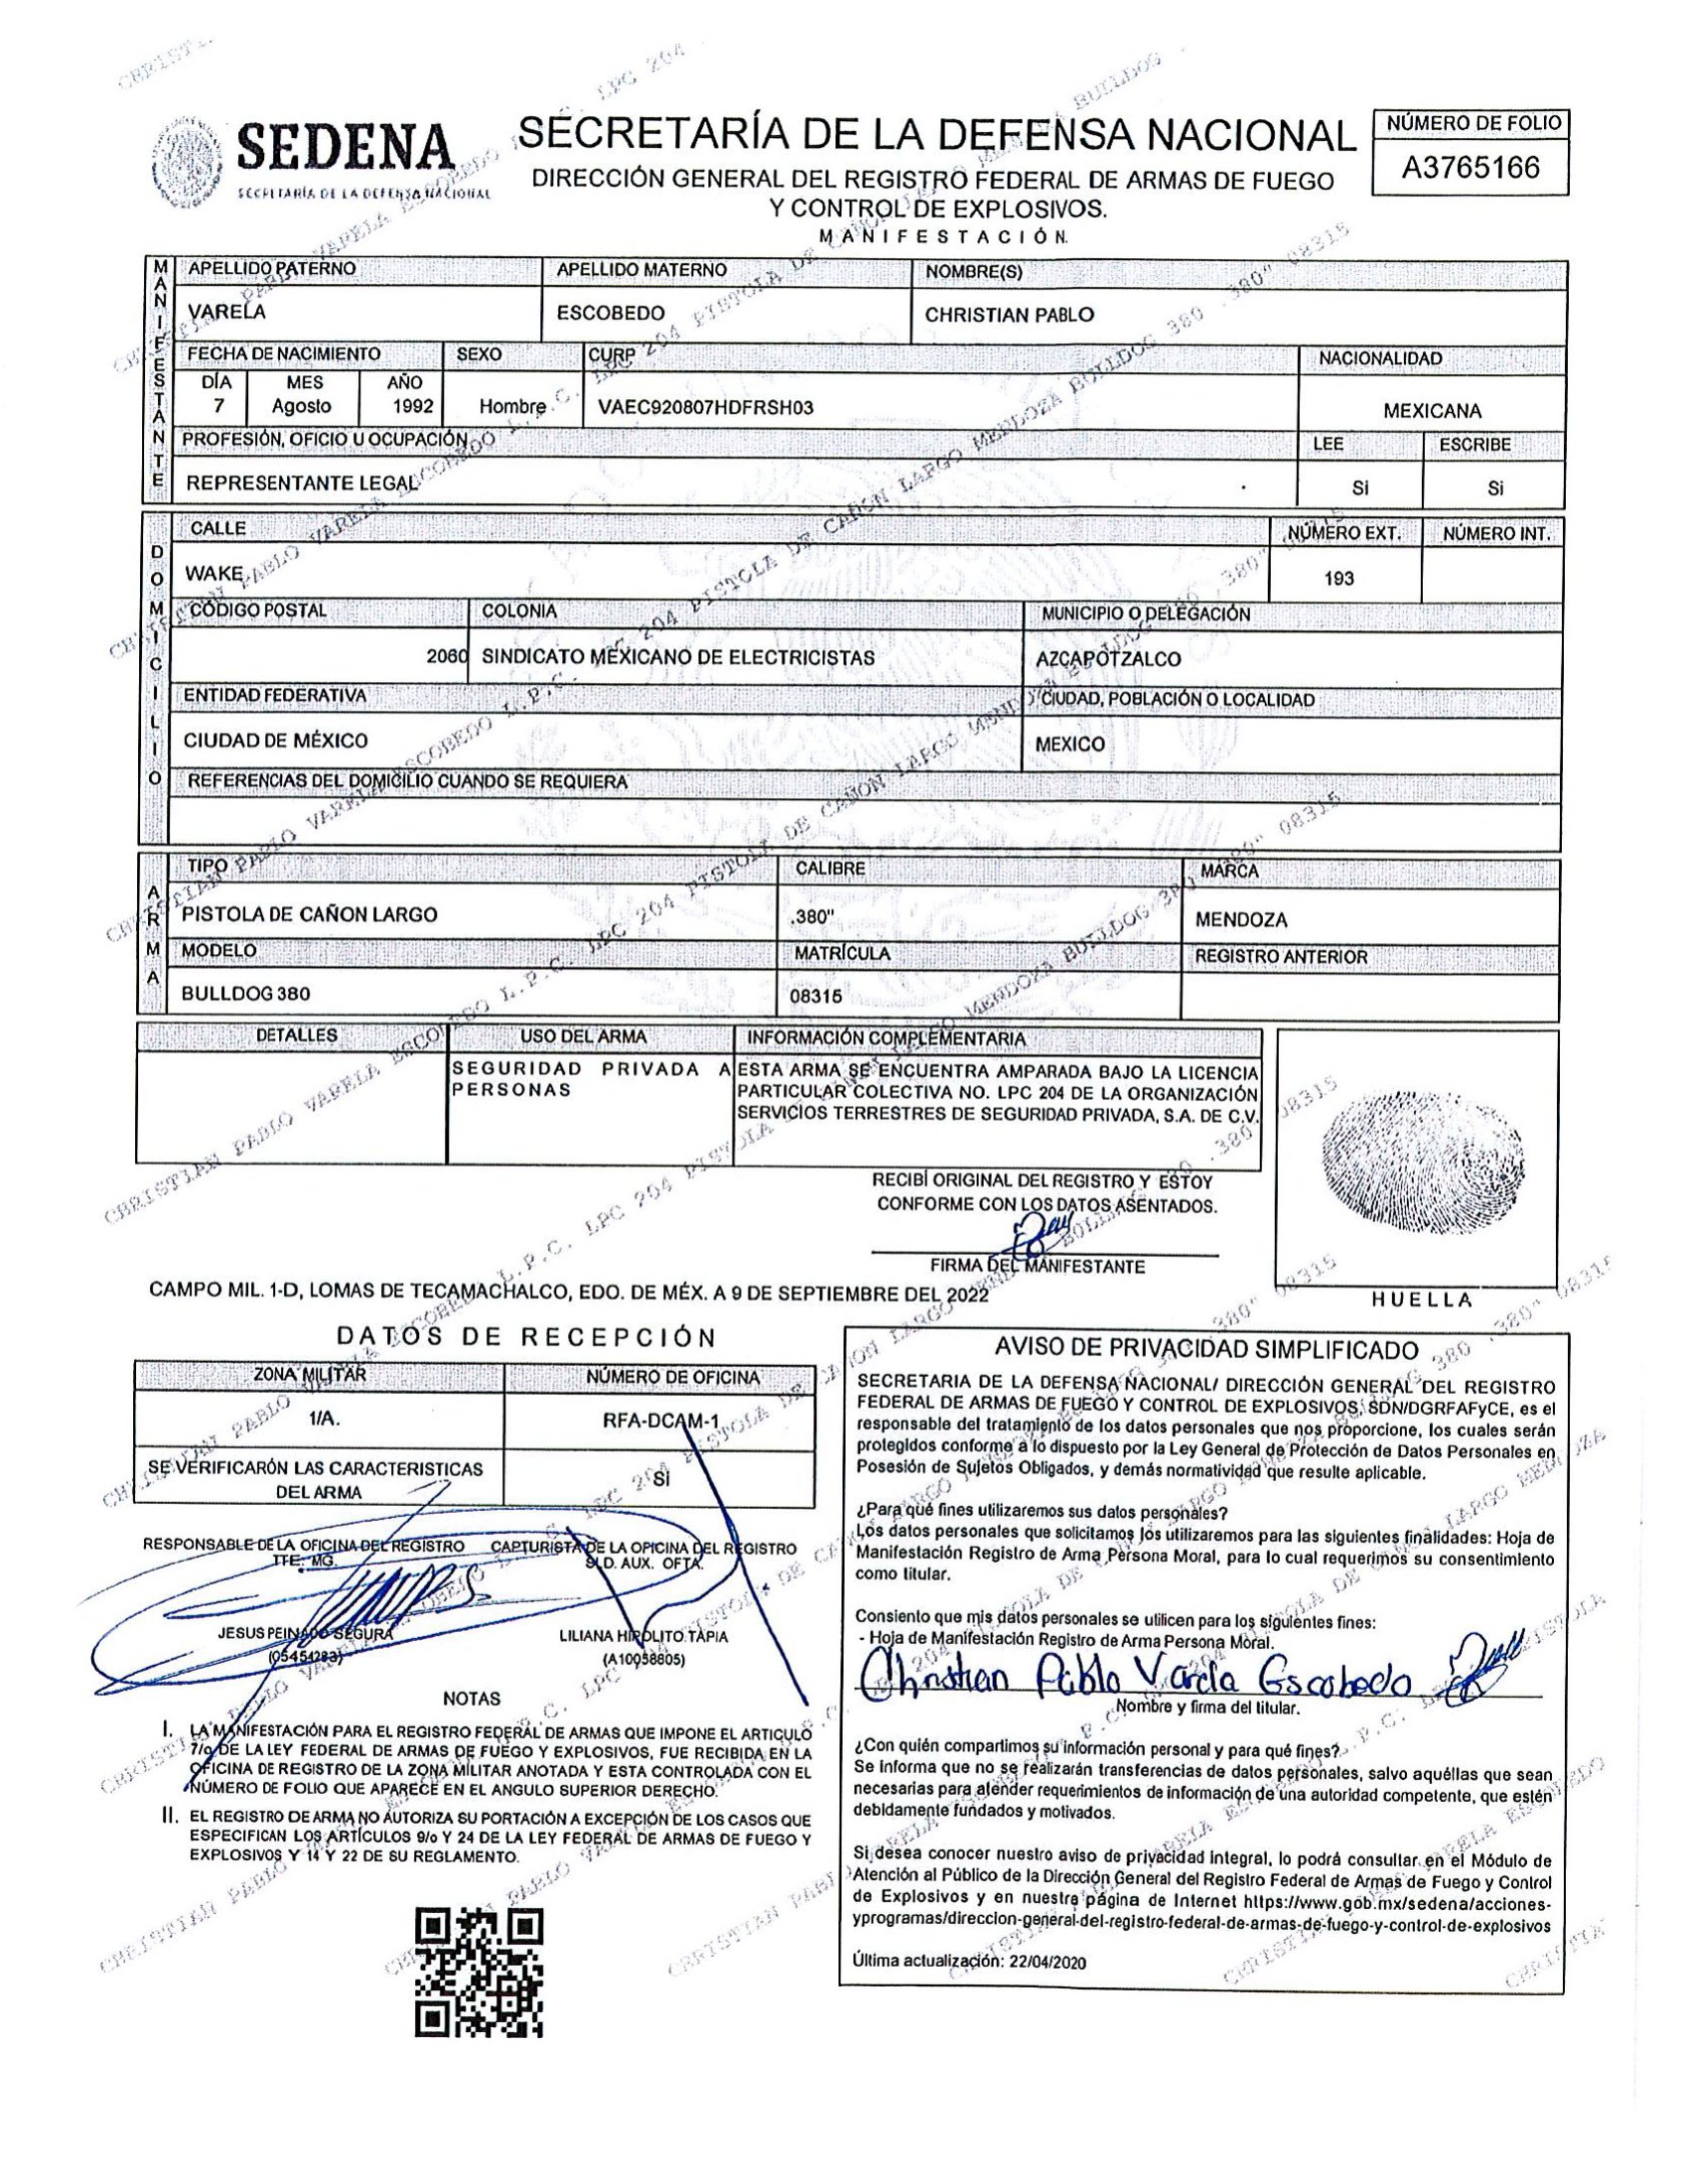 SEDENA
SECRETARÍA DE LA DEFENSA NACIONAL
SECRETARÍA DE LA DEFENSA NACIONAL
DIRECCIÓN GENERAL DEL REGISTRO FEDERAL DE ARMAS DE FUEGO
Y CONTROL DE EXPLOSIVOS.
MANIFESTACIÓN
NÚMERO DE FOLIO
A3765166
MANIFESTANTE
APELLIDO PATERNO APELLIDO MATERNO NOMBRE(S)
VARELA ESCOBEDO CHRISTIAN PABLO
FECHA DE NACIMIENTO SEXO CURP NACIONALIDAD
DÍA MES AÑO
7 Agosto 1992 Hombre VAEC920807HDFRSH03 MEXICANA
PROFESIÓN, OFICIO U OCUPACIÓN LEE ESCRIBE
REPRESENTANTE LEGAL Si Si
DOMICILIO
CALLE NÚMERO EXT. NÚMERO INT.
WAKE 193
CÓDIGO POSTAL COLONIA MUNICIPIO O DELEGACIÓN
2060 SINDICATO MEXICANO DE ELECTRICISTAS AZCAPOTZALCO
ENTIDAD FEDERATIVA CIUDAD, POBLACIÓN O LOCALIDAD
CIUDAD DE MÉXICO MEXICO
REFERENCIAS DEL DOMICILIO CUANDO SE REQUIERA
ARMA
TIPO CALIBRE MARCA
PISTOLA DE CAÑON LARGO .380" MENDOZA
MODELO MATRÍCULA REGISTRO ANTERIOR
BULLDOG 380 08315
DETALLES USO DEL ARMA INFORMACIÓN COMPLEMENTARIA
SEGURIDAD PRIVADA A ESTA ARMA SE ENCUENTRA AMPARADA BAJO LA LICENCIA
PERSONAS PARTICULAR COLECTIVA NO. LPC 204 DE LA ORGANIZACIÓN
SERVICIOS TERRESTRES DE SEGURIDAD PRIVADA, S.A. DE C.V.
RECIBÍ ORIGINAL DEL REGISTRO Y ESTOY
CONFORME CON LOS DATOS ASENTADOS.
FIRMA DEL MANIFESTANTE
HUELLA
CAMPO MIL. 1-D, LOMAS DE TECAMACHALCO, EDO. DE MÉX. A 9 DE SEPTIEMBRE DEL 2022
DATOS DE RECEPCIÓN
ZONA MILITAR NÚMERO DE OFICINA
1/A. RFA-DCAM-1
SE VERIFICARÓN LAS CARACTERISTICAS
DEL ARMA
SI
RESPONSABLE DE LA OFICINA DEL REGISTRO CAPTURISTA DE LA OFICINA DEL REGISTRO
TTE. MG. SLD. AUX. OFTA.
JESUS PEINADO SEGURA LILIANA HIPOLITO TAPIA
(05454283) (A10058805)
NOTAS
I. LA MANIFESTACIÓN PARA EL REGISTRO FEDERAL DE ARMAS QUE IMPONE EL ARTICULO
7/o DE LA LEY FEDERAL DE ARMAS DE FUEGO Y EXPLOSIVOS, FUE RECIBIDA EN LA
OFICINA DE REGISTRO DE LA ZONA MILITAR ANOTADA Y ESTA CONTROLADA CON EL
NÚMERO DE FOLIO QUE APARECE EN EL ANGULO SUPERIOR DERECHO.
II. EL REGISTRO DE ARMA NO AUTORIZA SU PORTACIÓN A EXCEPCIÓN DE LOS CASOS QUE
ESPECIFICAN LOS ARTÍCULOS 9/o Y 24 DE LA LEY FEDERAL DE ARMAS DE FUEGO Y
EXPLOSIVOS Y 14 Y 22 DE SU REGLAMENTO.
AVISO DE PRIVACIDAD SIMPLIFICADO
SECRETARIA DE LA DEFENSA NACIONAL/ DIRECCIÓN GENERAL DEL REGISTRO
FEDERAL DE ARMAS DE FUEGO Y CONTROL DE EXPLOSIVOS, SDN/DGRFAFyCE, es el
responsable del tratamiento de los datos personales que nos proporcione, los cuales serán
protegidos conforme a lo dispuesto por la Ley General de Protección de Datos Personales en
Posesión de Sujetos Obligados, y demás normatividad que resulte aplicable.
¿Para qué fines utilizaremos sus datos personales?
Los datos personales que solicitamos los utilizaremos para las siguientes finalidades: Hoja de
Manifestación Registro de Arma Persona Moral, para lo cual requerimos su consentimiento
como titular.
Consiento que mis datos personales se utilicen para los siguientes fines:
- Hoja de Manifestación Registro de Arma Persona Moral.
Christian Pablo Varela Escobedo
Nombre y firma del titular.
¿Con quién compartimos su información personal y para qué fines?
Se informa que no se realizarán transferencias de datos personales, salvo aquéllas que sean
necesarias para atender requerimientos de información de una autoridad competente, que estén
debidamente fundados y motivados.
Si desea conocer nuestro aviso de privacidad integral, lo podrá consultar en el Módulo de
Atención al Público de la Dirección General del Registro Federal de Armas de Fuego y Control
de Explosivos y en nuestra página de Internet https://www.gob.mx/sedena/acciones-
yprogramas/direccion-general-del-registro-federal-de-armas-de-fuego-y-control-de-explosivos
Última actualización: 22/04/2020